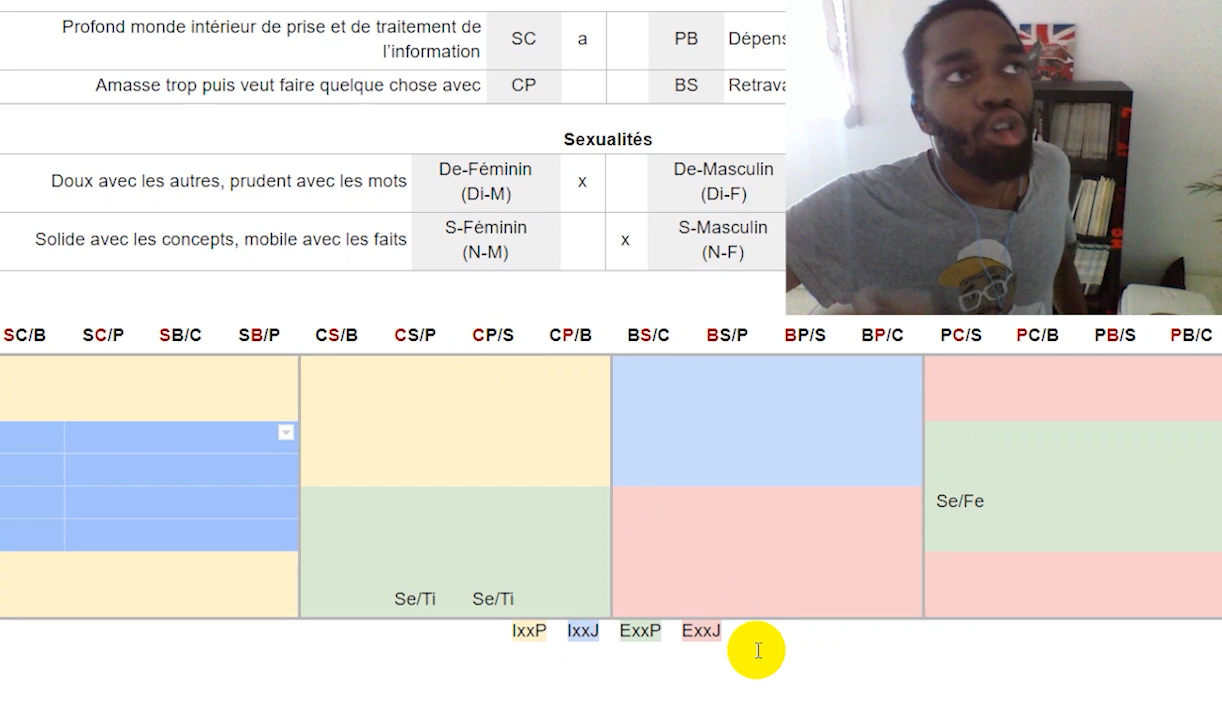 Profond monde intérieur de prise et de traitement de
l'information
SC a PB Dépens
Amasse trop puis veut faire quelque chose avec CP BS Retrava
Sexualités
Doux avec les autres, prudent avec les mots
De-Féminin
(Di-M)
x
De-Masculin
(Di-F)
Solide avec les concepts, mobile avec les faits
S-Féminin
(N-M)
x
S-Masculin
(N-F)
SC/B SC/P SB/C SB/P CS/B CS/P CP/S CP/B BS/C BS/P BP/S BP/C PC/S PC/B PB/S PB/C
Se/Fe
Se/Ti Se/Ti
IxxP IxxJ ExxP ExxJ